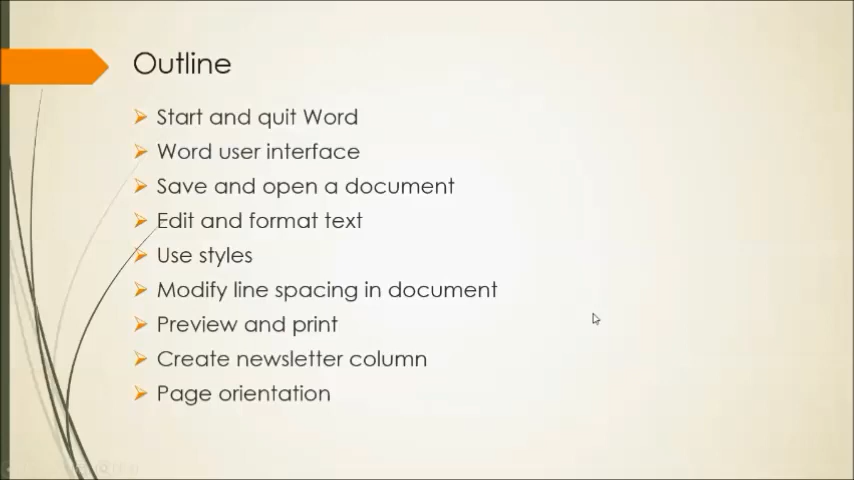 Outline
Start and quit Word
Word user interface
Save and open a document
Edit and format text
Use styles
Modify line spacing in document
Preview and print
Create newsletter column
Page orientation